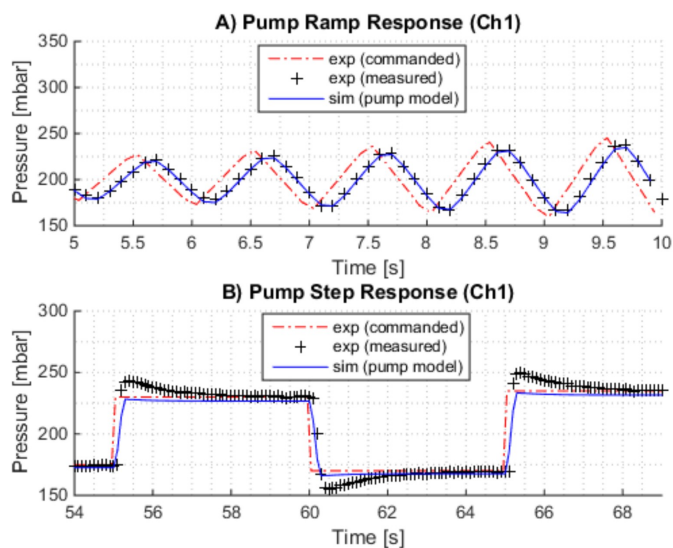 A) Pump Ramp Response (Ch1)
350
300
250
200
150
Pressure [mbar]
exp (commanded)
exp (measured)
sim (pump model)
5 5.5 6 6.5 7 7.5 8 8.5 9 9.5 10
Time [s]
B) Pump Step Response (Ch1)
300
250
200
150
Pressure [mbar]
exp (commanded)
exp (measured)
sim (pump model)
54 56 58 60 62 64 66 68
Time [s]